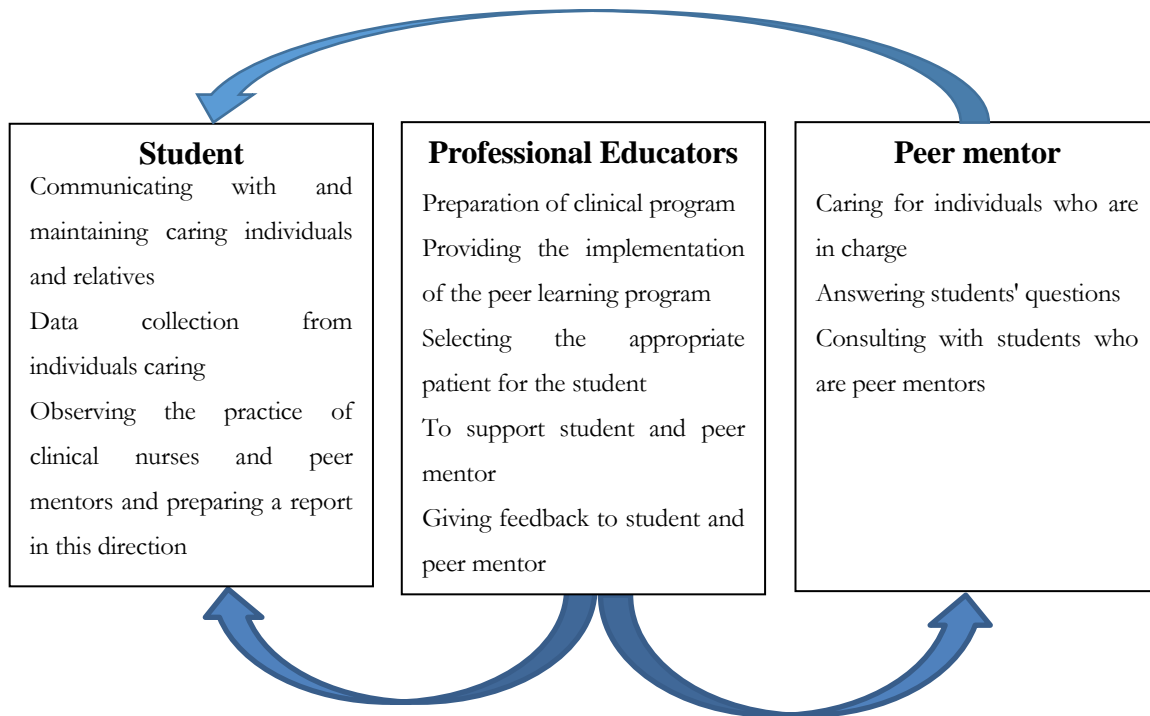 Student
Communicating with and
maintaining caring individuals
and relatives
Data collection from
individuals caring
Observing the practice of
clinical nurses and peer
mentors and preparing a report
in this direction
Professional Educators
Preparation of clinical program
Providing the implementation
of the peer learning program
Selecting the appropriate
patient for the student
To support student and peer
mentor
Giving feedback to student and
peer mentor
Peer mentor
Caring for individuals who are
in charge
Answering students' questions
Consulting with students who
are peer mentors